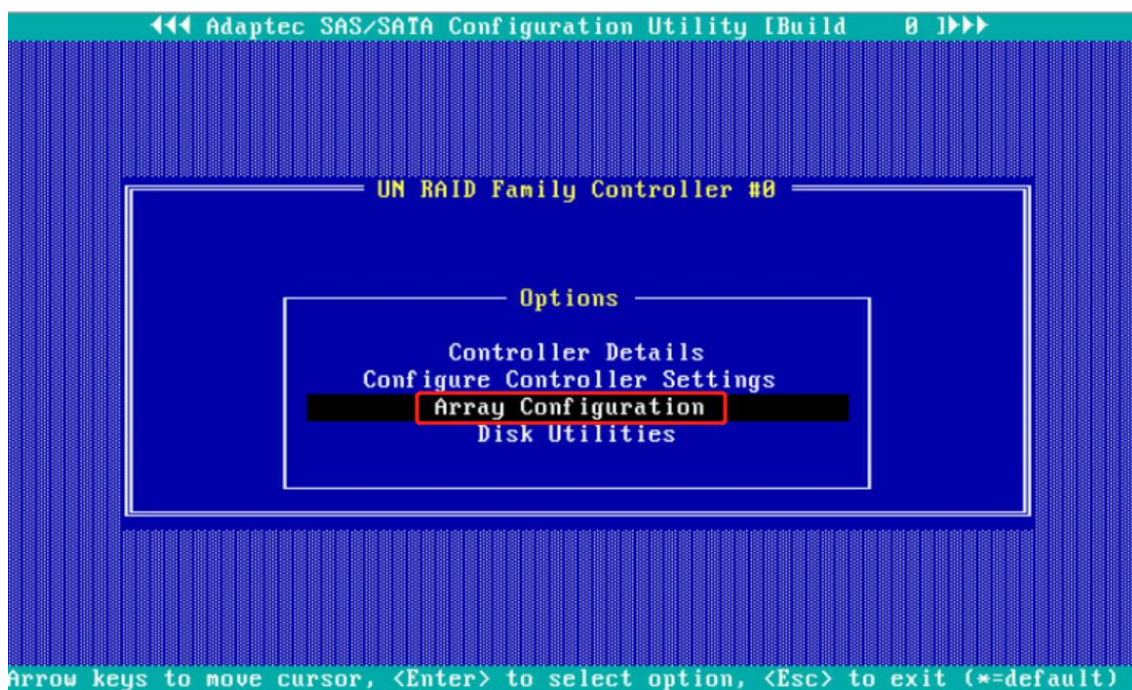 Adaptec SAS/SATA Configuration Utility [Build 0 ]
UN RAID Family Controller #0
Options
Controller Details
Configure Controller Settings
Array Configuration
Disk Utilities
Arrow keys to move cursor, <Enter> to select option, <Esc> to exit (*=default)